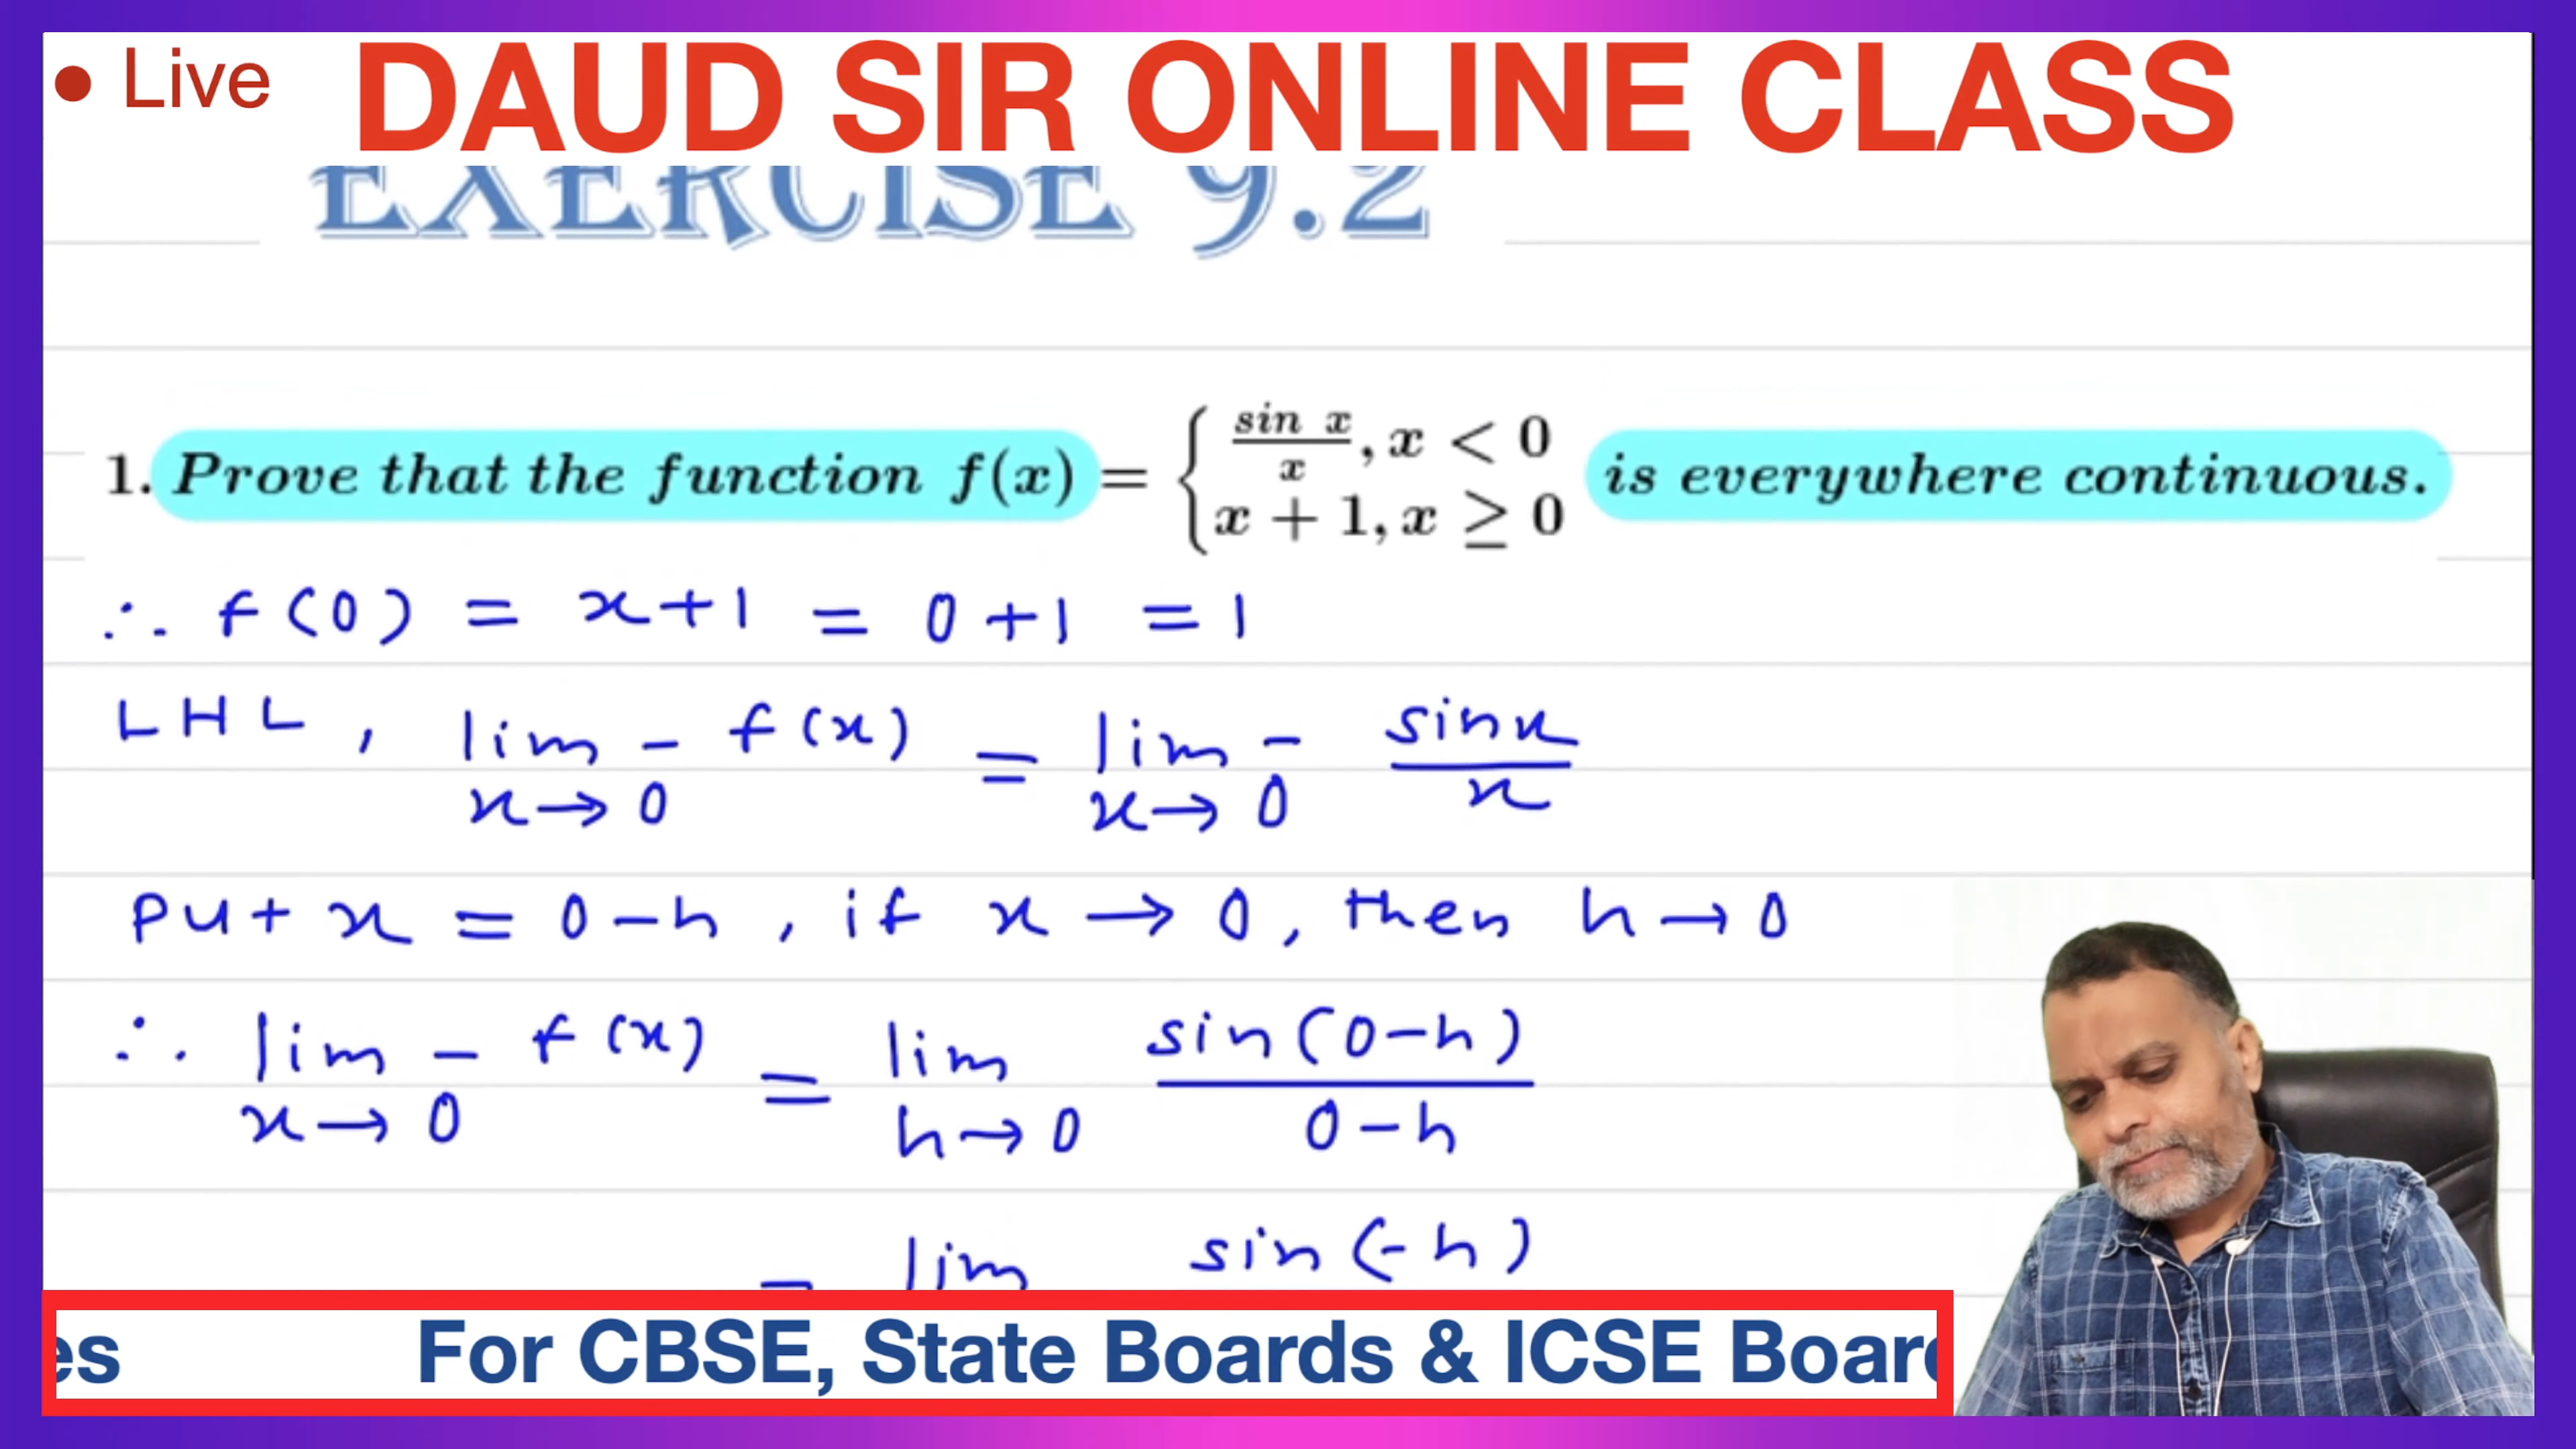 • Live DAUD SIR ONLINE CLASS
EXERCISE 9.2
1. Prove that the function f(x) = { sin x / x , x < 0
x + 1, x ≥ 0 is everywhere continuous.
∴ f(0) = x+1 = 0+1 = 1
LHL, lim x→0⁻ f(x) = lim x→0⁻ sinx / x
Put x = 0-h, if x → 0, then h → 0
∴ lim x→0⁻ f(x) = lim h→0 sin(0-h) / 0-h
= lim sin(-h)
es For CBSE, State Boards & ICSE Board